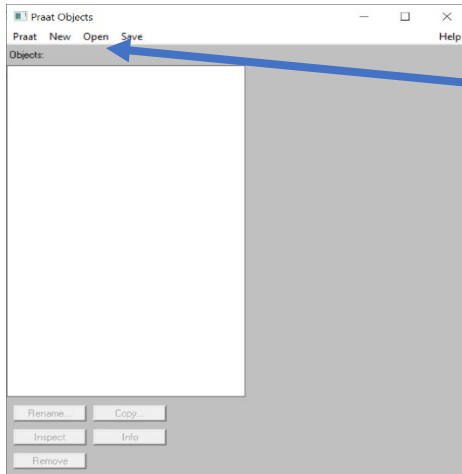 Praat Objects
Praat New Open Save Help
Objects:
Rename... Copy...
Inspect Info
Remove